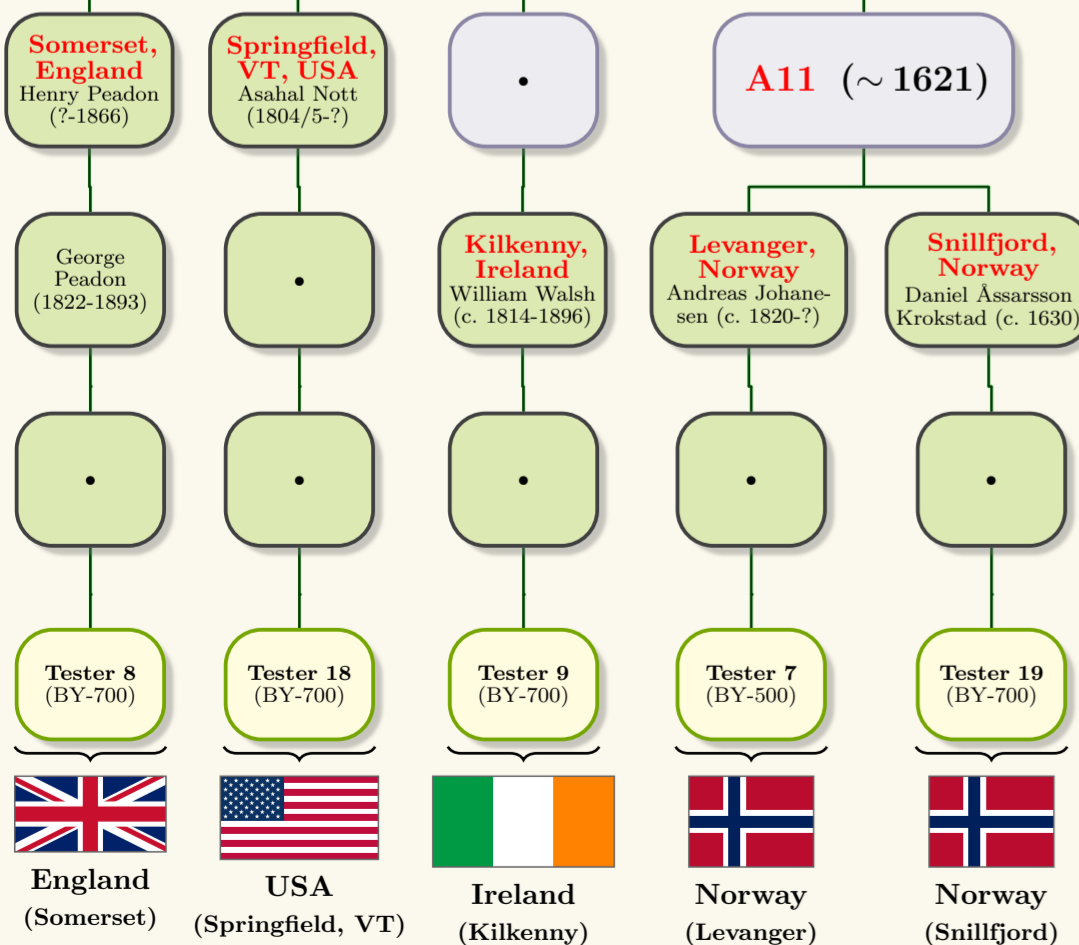 Somerset,
England
Henry Peadon
(?-1866)
Springfield,
VT, USA
Asahal Nott
(1804/5-?)
A11 (∼ 1621)
George
Peadon
(1822-1893)
Kilkenny,
Ireland
William Walsh
(c. 1814-1896)
Levanger,
Norway
Andreas Johane-
sen (c. 1820-?)
Snillfjord,
Norway
Daniel Åssarsson
Krokstad (c. 1630)
Tester 8
(BY-700)
Tester 18
(BY-700)
Tester 9
(BY-700)
Tester 7
(BY-500)
Tester 19
(BY-700)
England
(Somerset)
USA
(Springfield, VT)
Ireland
(Kilkenny)
Norway
(Levanger)
Norway
(Snillfjord)